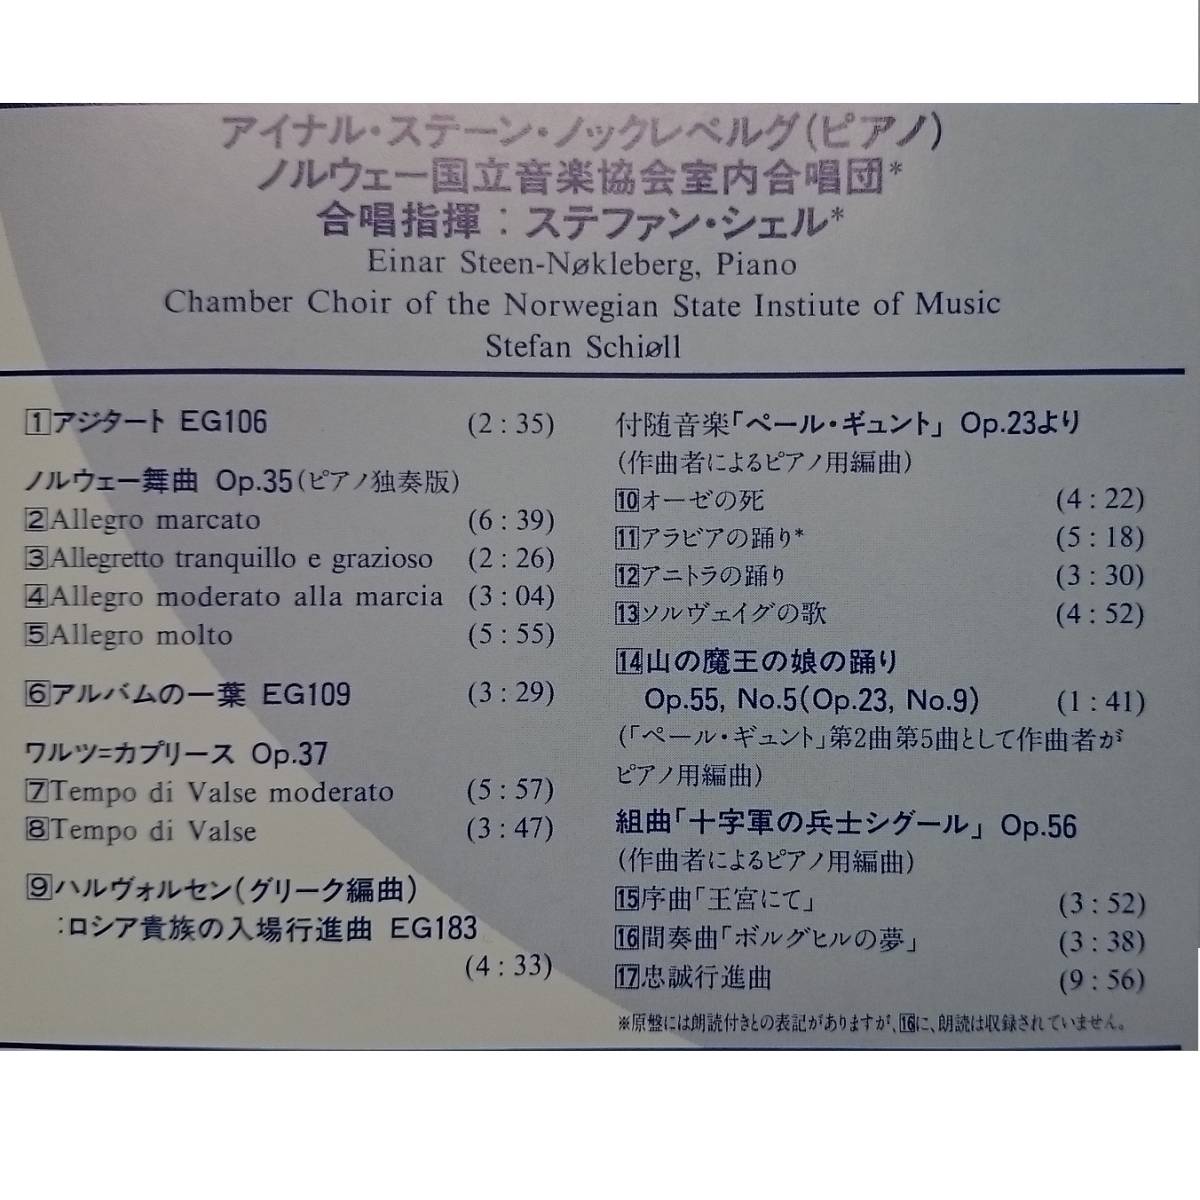 アイナル・ステーン・ノックレベルグ(ピアノ)
ノルウェー国立音楽協会室内合唱団*
合唱指揮：ステファン・シェル*
Einar Steen-Nøkleberg, Piano
Chamber Choir of the Norwegian State Instiute of Music
Stefan Schiøll
1アジタート EG106 (2:35)
ノルウェー舞曲 Op.35(ピアノ独奏版)
2Allegro marcato (6:39)
3Allegretto tranquillo e grazioso (2:26)
4Allegro moderato alla marcia (3:04)
5Allegro molto (5:55)
6アルバムの一葉 EG109 (3:29)
ワルツ=カプリース Op.37
7Tempo di Valse moderato (5:57)
8Tempo di Valse (3:47)
9ハルヴォルセン(グリーク編曲)
:ロシア貴族の入場行進曲 EG183
(4:33)
付随音楽「ペール・ギュント」 Op.23より
(作曲者によるピアノ用編曲)
10オーゼの死 (4:22)
11アラビアの踊り* (5:18)
12アニトラの踊り (3:30)
13ソルヴェイグの歌 (4:52)
14山の魔王の娘の踊り
Op.55, No.5(Op.23, No.9) (1:41)
(「ペール・ギュント」第2曲第5曲として作曲者が
ピアノ用編曲)
組曲「十字軍の兵士シグール」 Op.56
(作曲者によるピアノ用編曲)
15序曲「王宮にて」 (3:52)
16間奏曲「ボルグヒルの夢」 (3:38)
17忠誠行進曲 (9:56)
※原盤には朗読付きとの表記がありますが、16に、朗読は収録されていません。